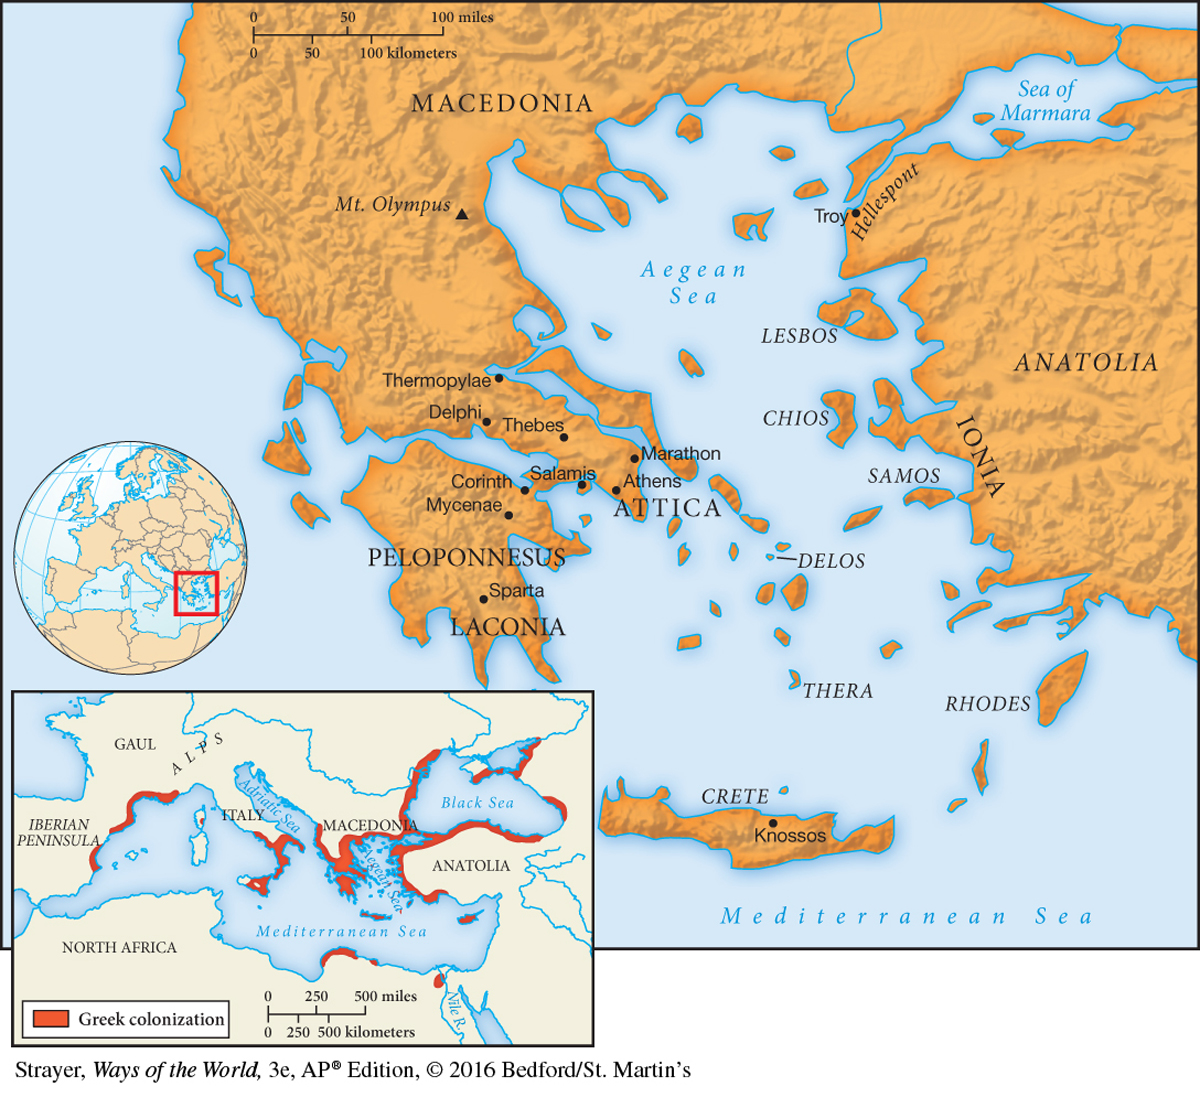 0 50 100 miles
0 50 100 kilometers
MACEDONIA
Sea of
Marmara
Mt. Olympus
Troy
Hellespont
Aegean
Sea
LESBOS
ANATOLIA
Thermopylae
Delphi
Thebes
CHIOS
IONIA
Marathon
Corinth
Salamis
Athens
SAMOS
Mycenae
ATTICA
PELOPONNESUS
DELOS
Sparta
LACONIA
THERA
RHODES
CRETE
Knossos
Mediterranean Sea
GAUL
ALPS
Adriatic Sea
Black Sea
ITALY
IBERIAN
PENINSULA
MACEDONIA
Aegean Sea
ANATOLIA
Mediterranean Sea
NORTH AFRICA
0 250 500 miles
0 250 500 kilometers
Nile R.
Greek colonization
Strayer, Ways of the World, 3e, AP® Edition, © 2016 Bedford/St. Martin’s